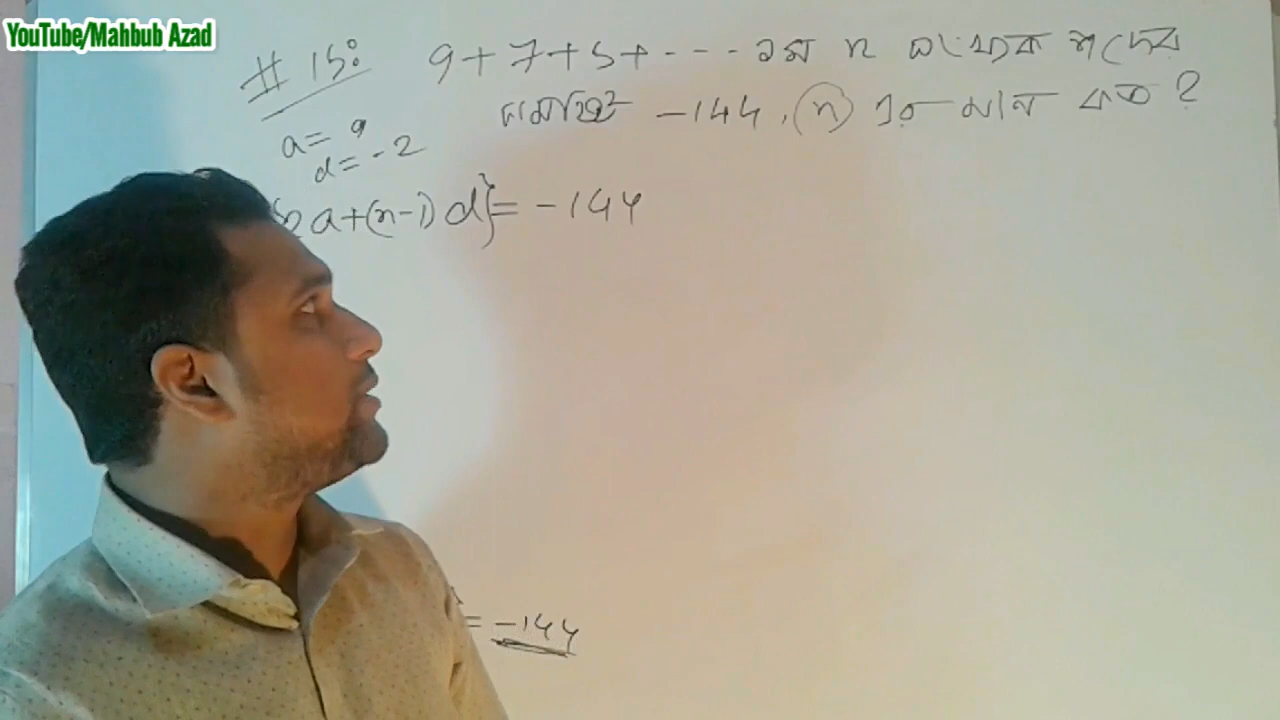 YouTube/Mahbub Azad
# 15: 9+7+5+ - - - ১ম n সংখ্যক পদের
সমষ্টি -144, (n) এর মান কত ?
a = 9
d = -2
{2a+(n-1)d} = -144
= -144